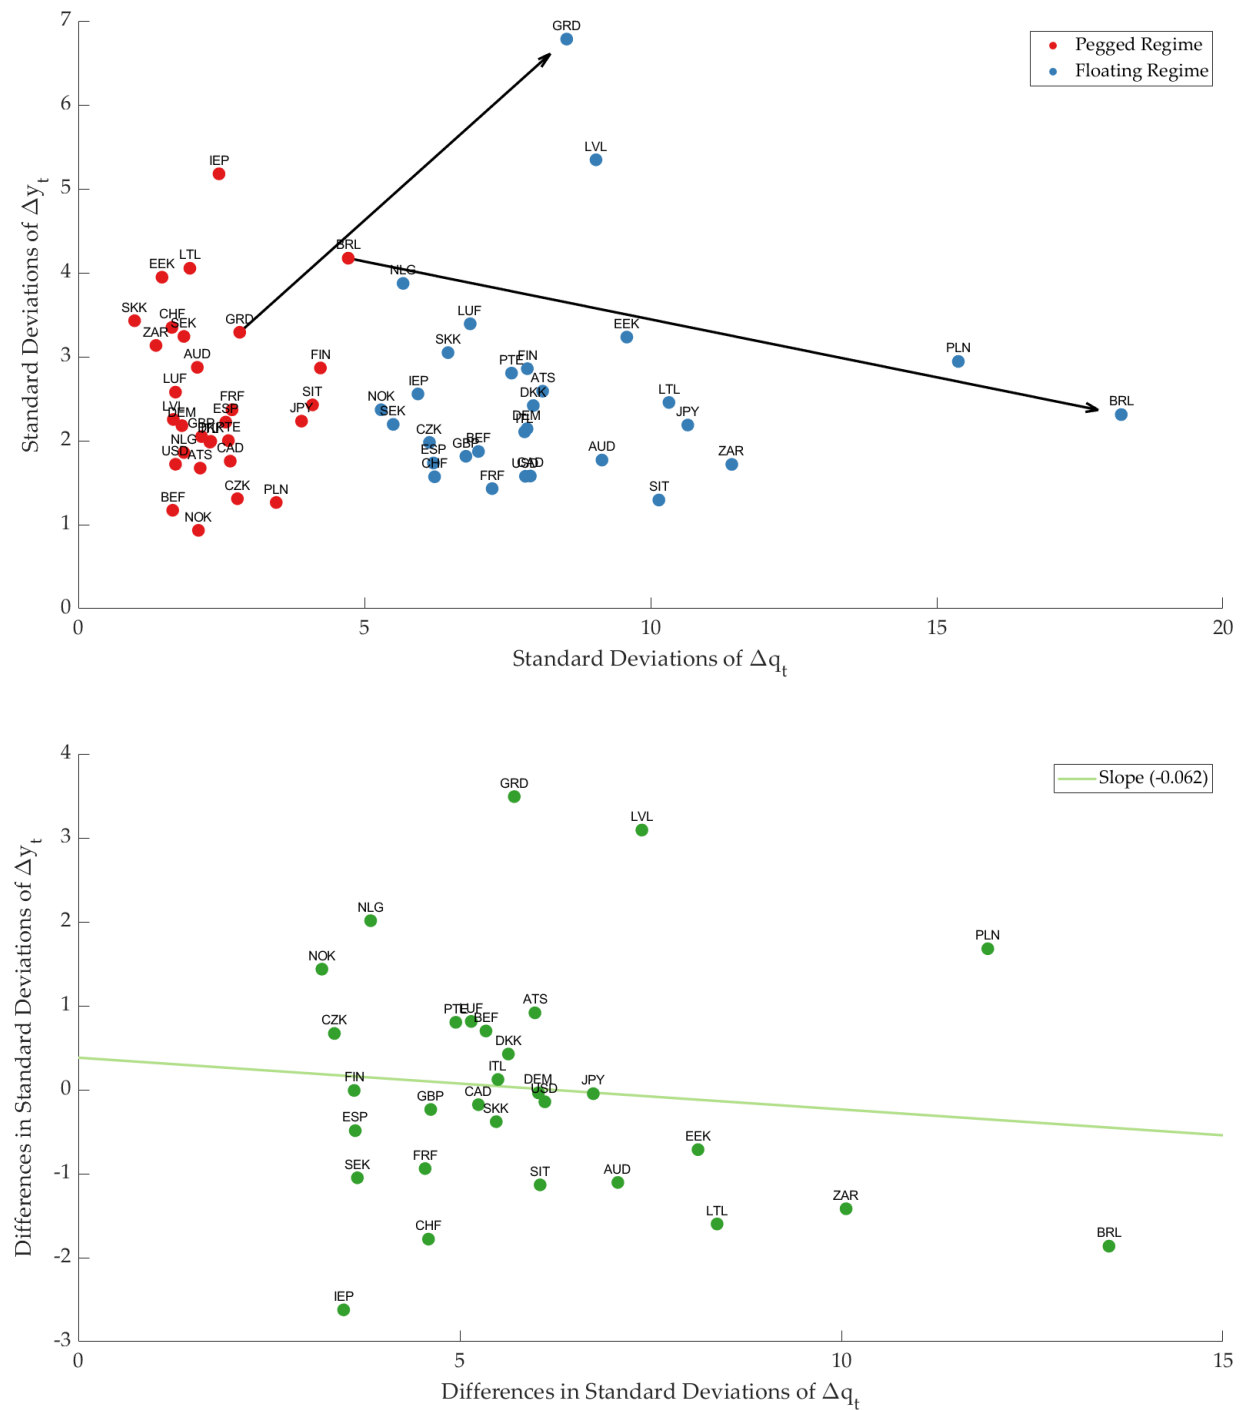 7
6
5
4
3
2
1
0
0
5
10
15
20
Standard Deviations of Δy_t
Standard Deviations of Δq_t
Pegged Regime
Floating Regime
GRD
LVL
IEP
BRL
LTL
EEK
NLG
SKK
CHF
SEK
ZAR
GRD
LUF
SKK
EEK
PLN
AUD
FIN
PTE
FIN
LUF
IEP
ATS
FRF
SIT
NOK
DKK
LTL
BRL
LVL
DEM
ESP
JPY
SEK
DEM
ITL
JPY
GBP
PTE
NLG
CAD
CZK
GBP
BEF
USD
ATS
ESP
CHF
USD
CAD
AUD
ZAR
FRF
BEF
CZK
PLN
SIT
NOK
4
3
2
1
0
-1
-2
-3
0
5
10
15
Differences in Standard Deviations of Δy_t
Differences in Standard Deviations of Δq_t
Slope (-0.062)
GRD
LVL
NLG
PLN
NOK
CZK
PTE
LUF
BEF
ATS
DKK
ITL
FIN
DEM
USD
JPY
CAD
GBP
SKK
ESP
EEK
FRF
SEK
SIT
AUD
ZAR
LTL
CHF
BRL
IEP